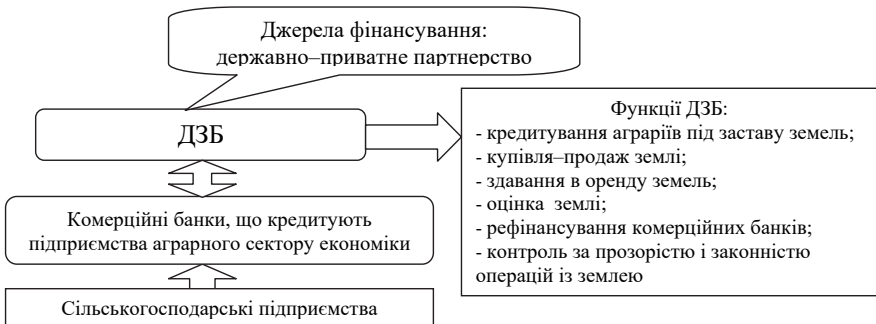 Джерела фінансування:
державно–приватне партнерство
ДЗБ
Функції ДЗБ:
- кредитування аграріїв під заставу земель;
- купівля–продаж землі;
- здавання в оренду земель;
- оцінка землі;
- рефінансування комерційних банків;
- контроль за прозорістю і законністю
операцій із землею
Комерційні банки, що кредитують
підприємства аграрного сектору економіки
Сільськогосподарські підприємства